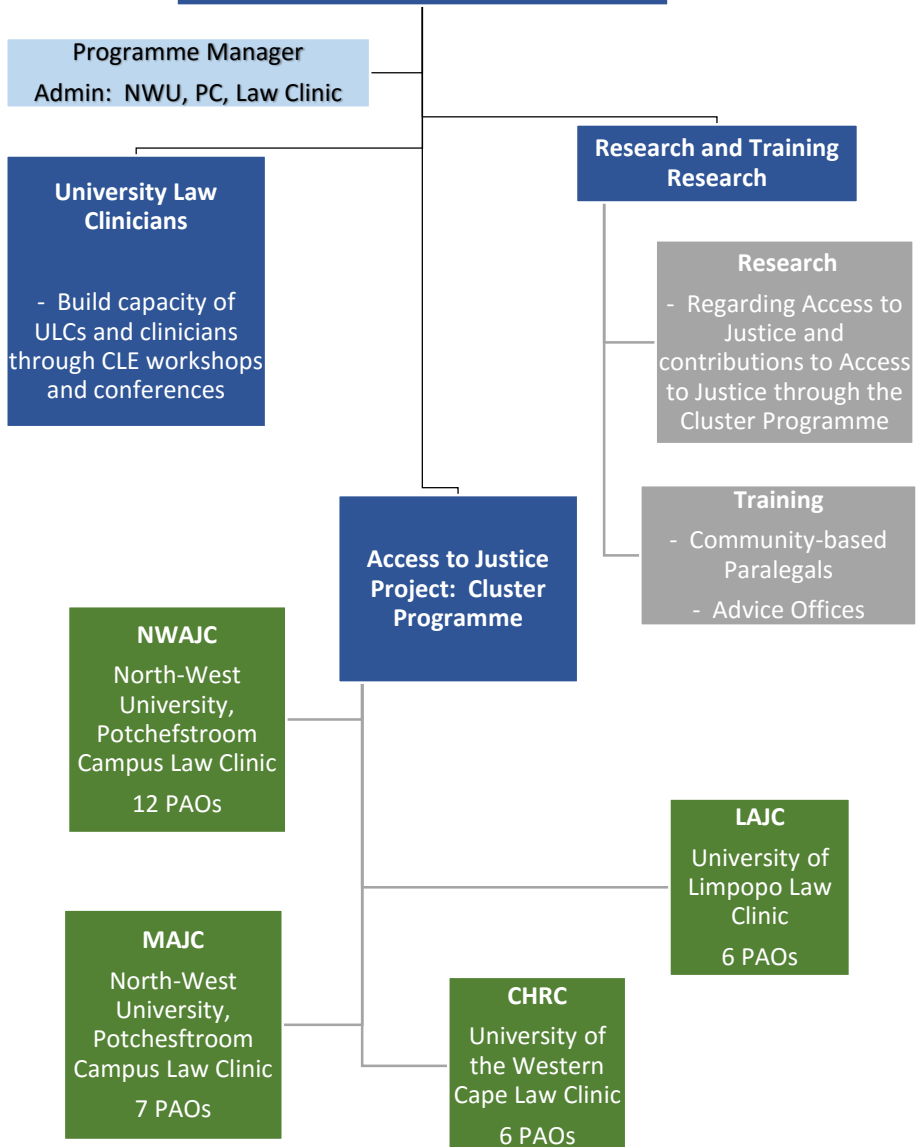 Programme Manager
Admin:  NWU, PC, Law Clinic
University Law
Clinicians
-  Build capacity of
ULCs and clinicians
through CLE workshops
and conferences
Research and Training
Research
Research
-  Regarding Access to
Justice and
contributions to Access
to Justice through the
Cluster Programme
Training
-  Community-based
Paralegals
-  Advice Offices
Access to Justice
Project:  Cluster
Programme
NWAJC
North-West
University,
Potchefstroom
Campus Law Clinic
12 PAOs
LAJC
University of
Limpopo Law
Clinic
6 PAOs
MAJC
North-West
University,
Potchesftroom
Campus Law Clinic
7 PAOs
CHRC
University of
the Western
Cape Law Clinic
6 PAOs